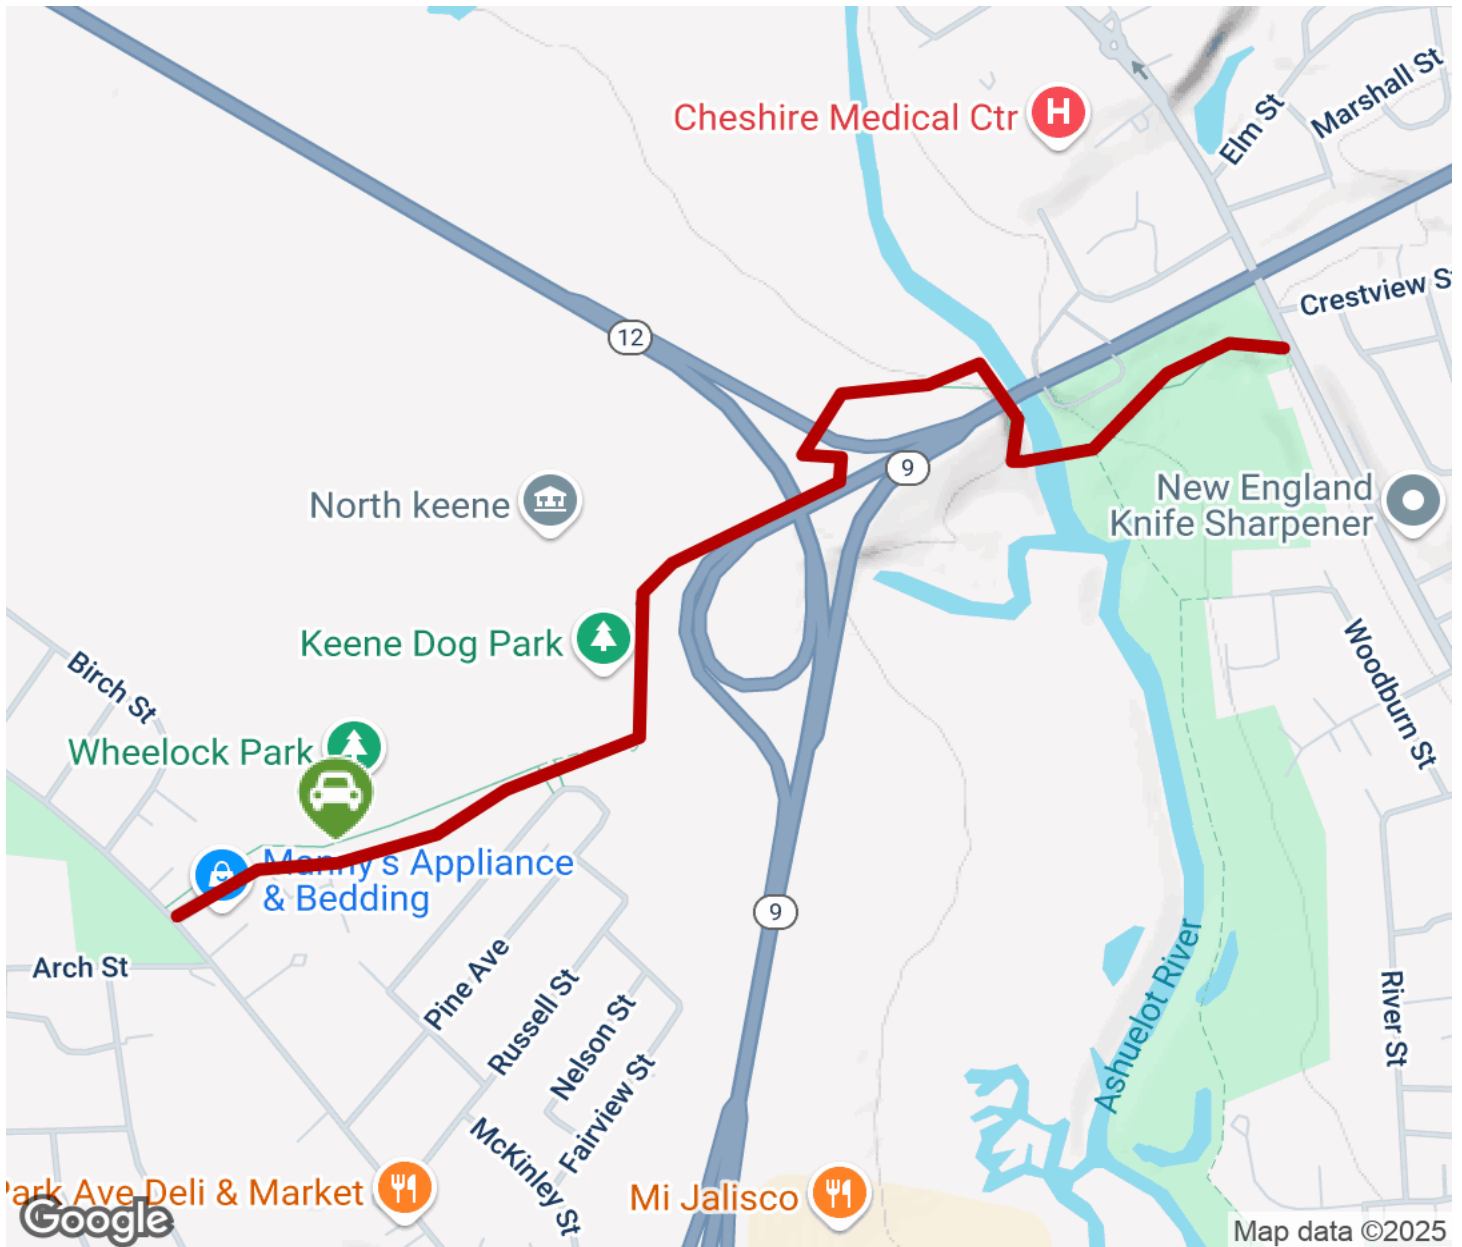 Marshall St
Elm St
Cheshire Medical Ctr
H
Crestview St
12
9
North keene
New England
Knife Sharpener
Keene Dog Park
Birch St
Woodburn St
Wheelock Park
Manny's Appliance
& Bedding
9
Arch St
Pine Ave
Russell St
Nelson St
Fairview St
McKinley St
Ashuelot River
River St
Park Ave Deli & Market
Mi Jalisco
Google
Map data ©2025